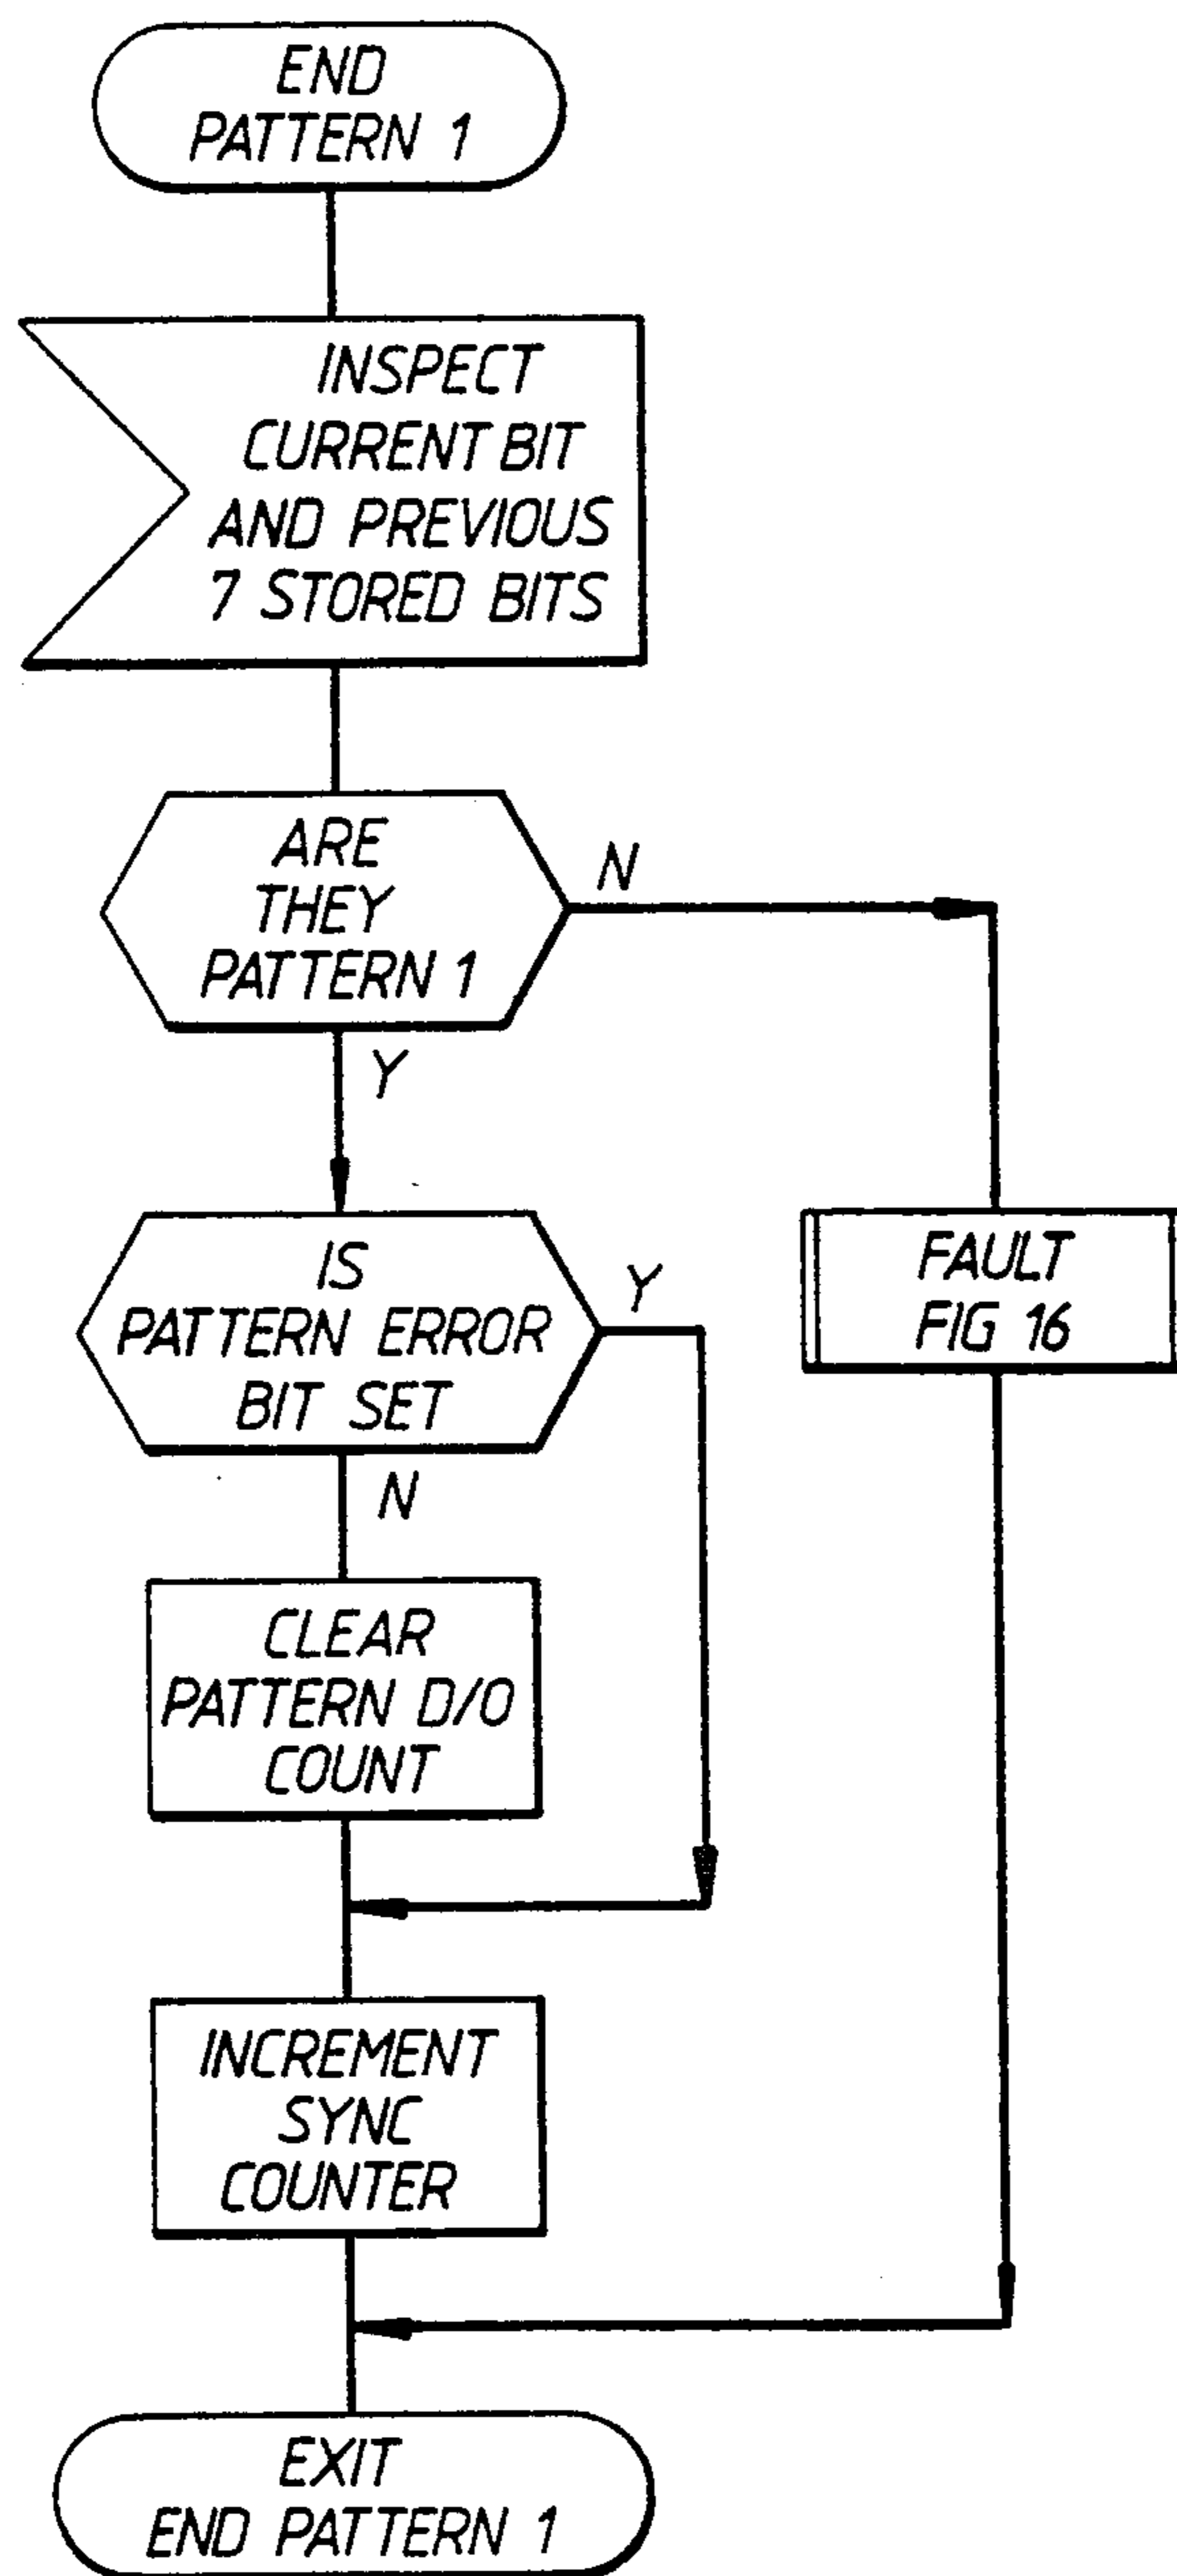 END
PATTERN 1
INSPECT
CURRENT BIT
AND PREVIOUS
7 STORED BITS
ARE
THEY
PATTERN 1
N
Y
IS
PATTERN ERROR
BIT SET
Y
FAULT
FIG 16
N
CLEAR
PATTERN D/O
COUNT
INCREMENT
SYNC
COUNTER
EXIT
END PATTERN 1